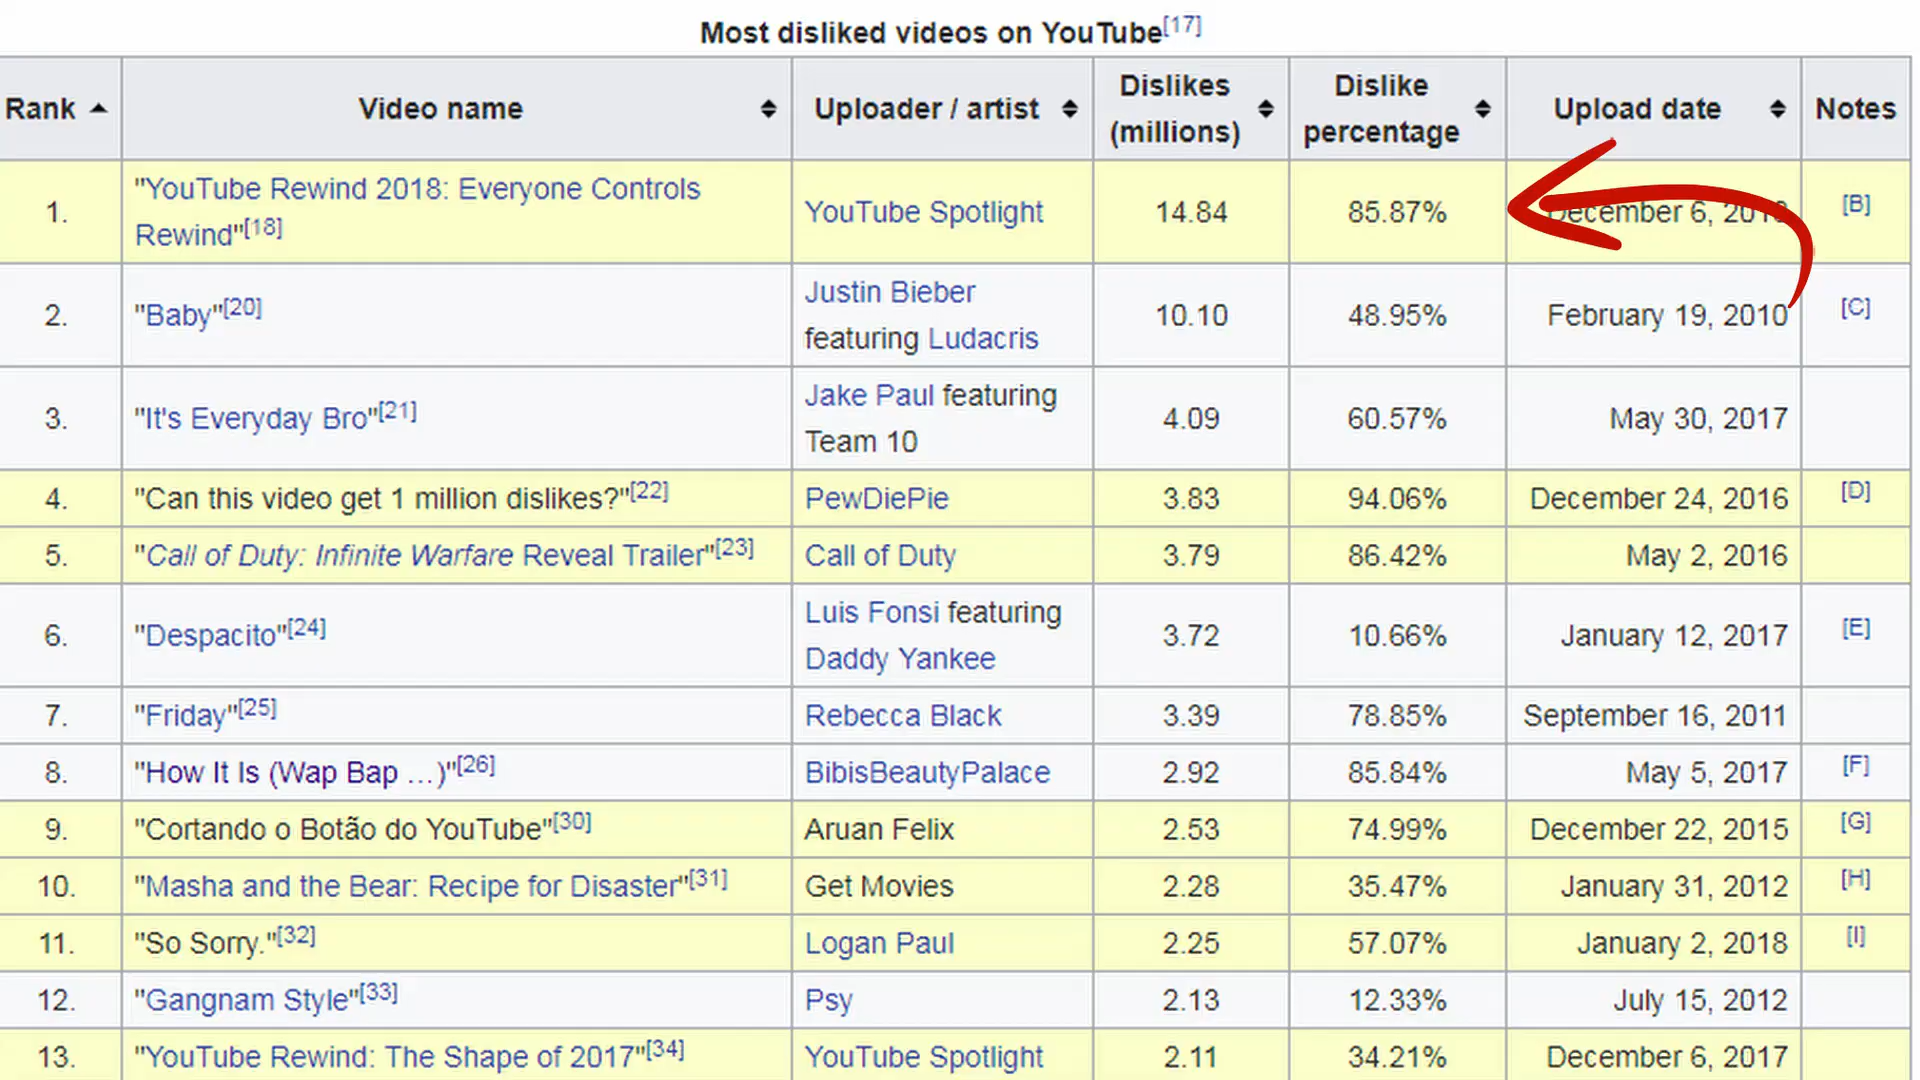 Most disliked videos on YouTube[17]
Rank Video name Uploader / artist Dislikes (millions) Dislike percentage Upload date Notes
1. "YouTube Rewind 2018: Everyone Controls Rewind"[18] YouTube Spotlight 14.84 85.87% December 6, [B]
2. "Baby"[20] Justin Bieber featuring Ludacris 10.10 48.95% February 19, 2010 [C]
3. "It's Everyday Bro"[21] Jake Paul featuring Team 10 4.09 60.57% May 30, 2017
4. "Can this video get 1 million dislikes?"[22] PewDiePie 3.83 94.06% December 24, 2016 [D]
5. "Call of Duty: Infinite Warfare Reveal Trailer"[23] Call of Duty 3.79 86.42% May 2, 2016
6. "Despacito"[24] Luis Fonsi featuring Daddy Yankee 3.72 10.66% January 12, 2017 [E]
7. "Friday"[25] Rebecca Black 3.39 78.85% September 16, 2011
8. "How It Is (Wap Bap …)"[26] BibisBeautyPalace 2.92 85.84% May 5, 2017 [F]
9. "Cortando o Botão do YouTube"[30] Aruan Felix 2.53 74.99% December 22, 2015 [G]
10. "Masha and the Bear: Recipe for Disaster"[31] Get Movies 2.28 35.47% January 31, 2012 [H]
11. "So Sorry."[32] Logan Paul 2.25 57.07% January 2, 2018 [I]
12. "Gangnam Style"[33] Psy 2.13 12.33% July 15, 2012
13. "YouTube Rewind: The Shape of 2017"[34] YouTube Spotlight 2.11 34.21% December 6, 2017